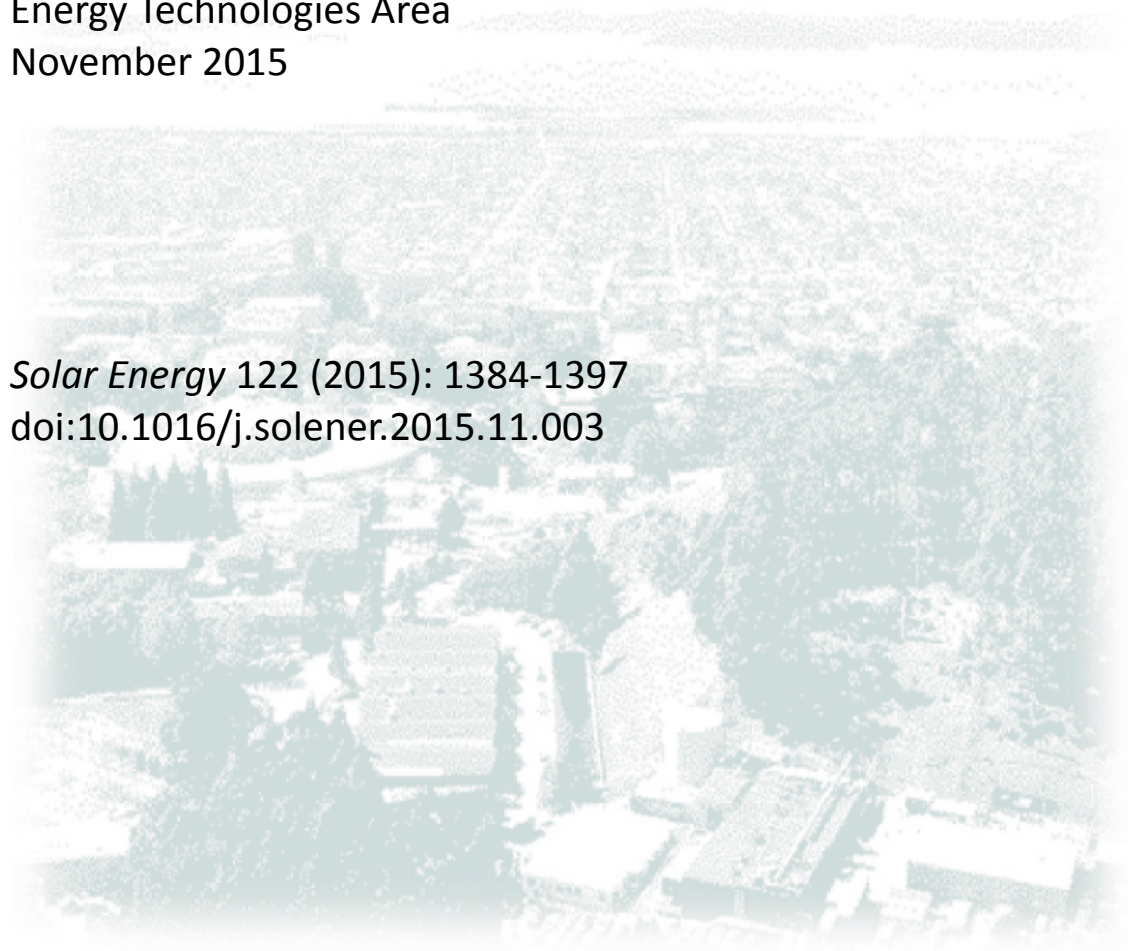 Energy Technologies Area
November 2015
Solar Energy 122 (2015): 1384-1397
doi:10.1016/j.solener.2015.11.003